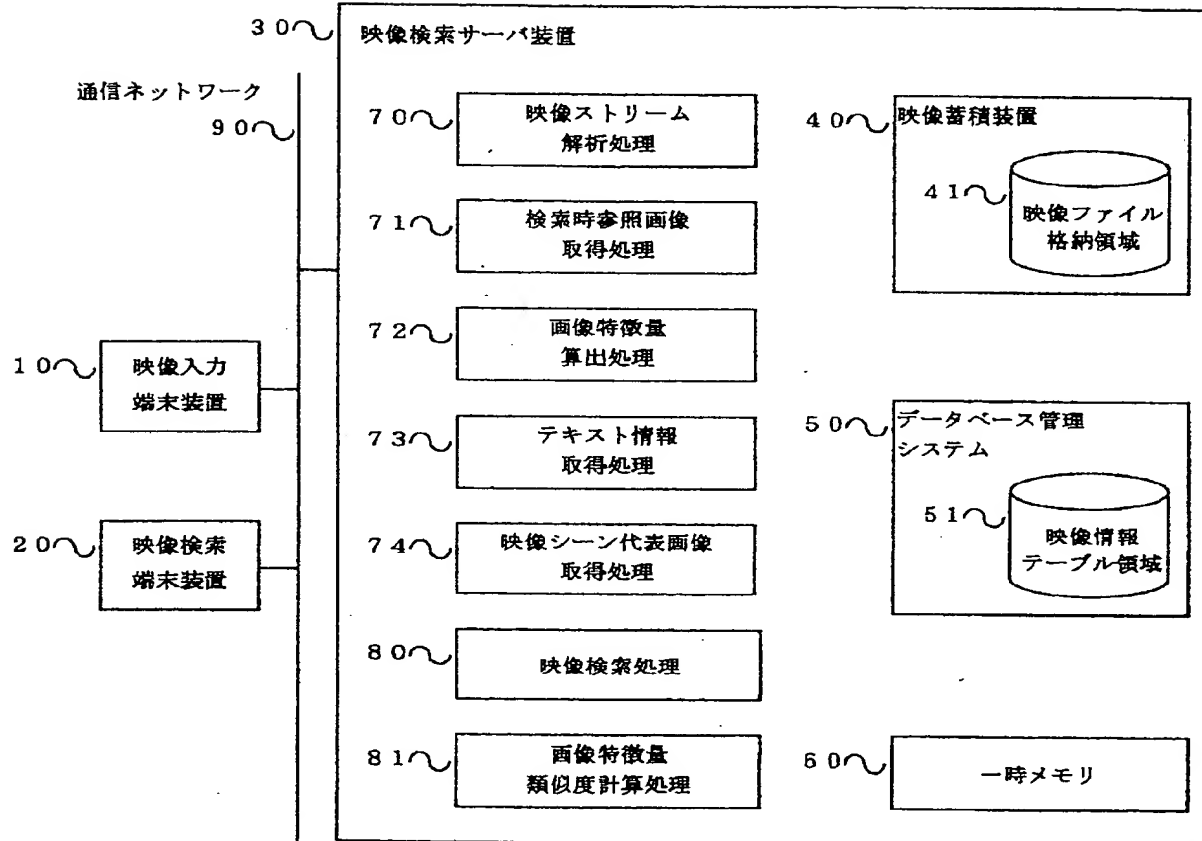 30
映像検索サーバ装置
通信ネットワーク
90
70
映像ストリーム
解析処理
40
映像蓄積装置
41
映像ファイル
格納領域
71
検索時参照画像
取得処理
72
画像特徴量
算出処理
10
映像入力
端末装置
73
テキスト情報
取得処理
50
データベース管理
システム
51
映像情報
テーブル領域
20
映像検索
端末装置
74
映像シーン代表画像
取得処理
80
映像検索処理
81
画像特徴量
類似度計算処理
60
一時メモリ